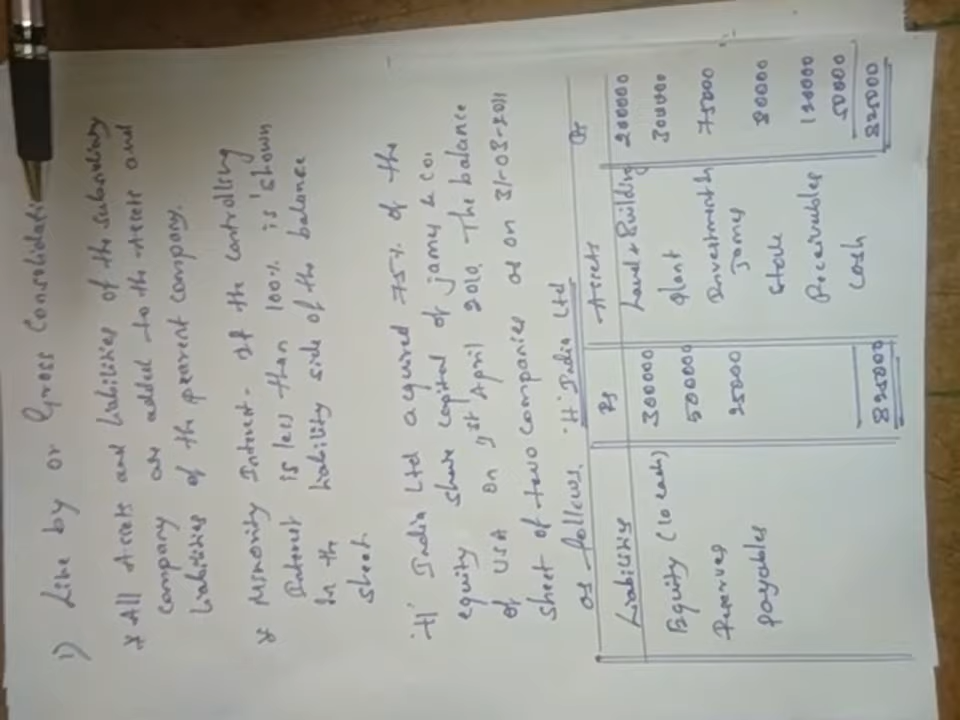 1) Line by or Gross Consolidati
* All Assets and liabilities of the subsidiary
company are added to the Assets and
liabilities of the parent company.
* Minority Interest - If the controlling
Interest is less than 100% is shown
In th liability side of the balance
sheet
'H' India Ltd acquired 75% of the
equity share capital of james & co.
of USA on 1st April 2010. The balance
sheet of two companies as on 31-03-2011
as follows. 'H' India Ltd
Liabilities Rs Assets Rs
Equity (10 each) 300000 Land & Building 200000
Reserves 500000 plant 300000
payables 25000 Investment in James 75000
stock 80000
Receivables 120000
cash 50000
825000 825000